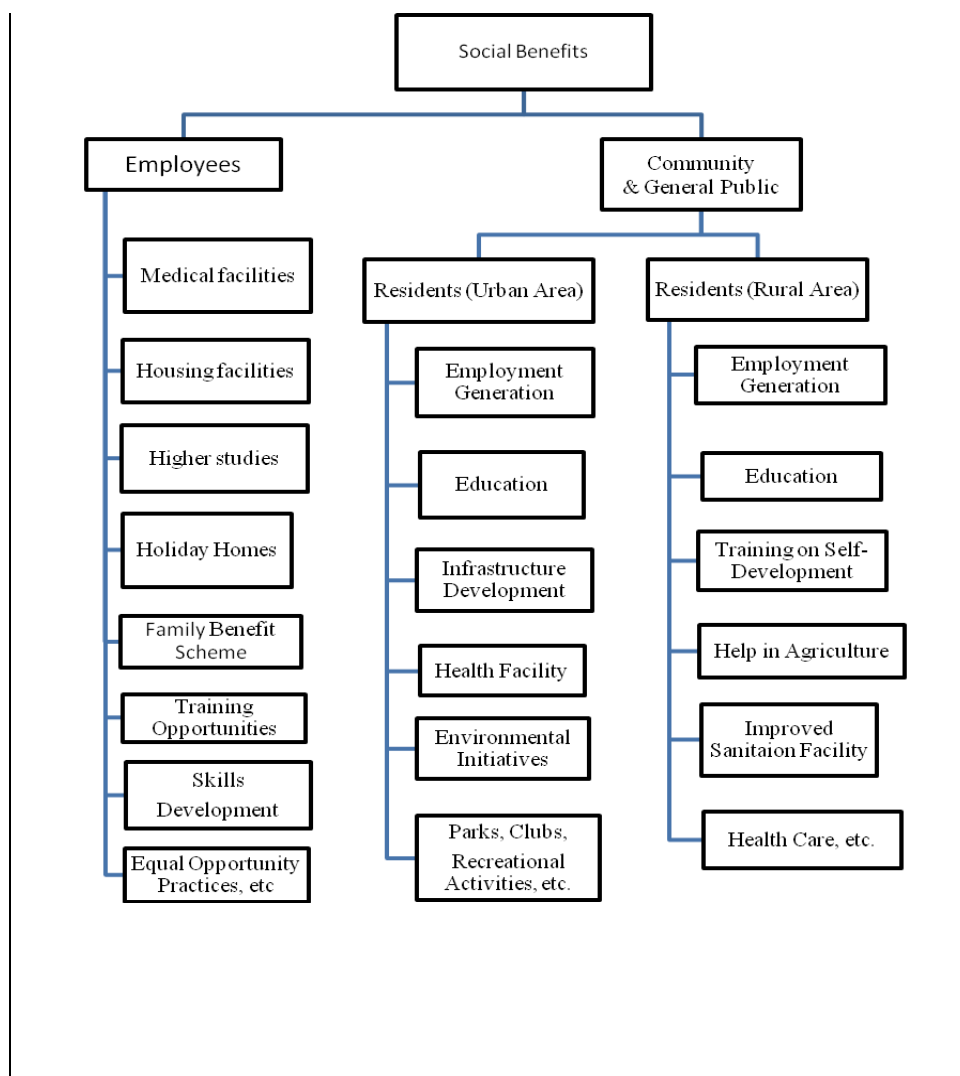 Social Benefits
Employees
Community
& General Public
Medical facilities
Housing facilities
Higher studies
Holiday Homes
Family Benefit
Scheme
Training
Opportunities
Skills
Development
Equal Opportunity
Practices, etc
Residents (Urban Area)
Employment
Generation
Education
Infrastructure
Development
Health Facility
Environmental
Initiatives
Parks, Clubs,
Recreational
Activities, etc.
Residents (Rural Area)
Employment
Generation
Education
Training on Self-
Development
Help in Agriculture
Improved
Sanitaion Facility
Health Care, etc.